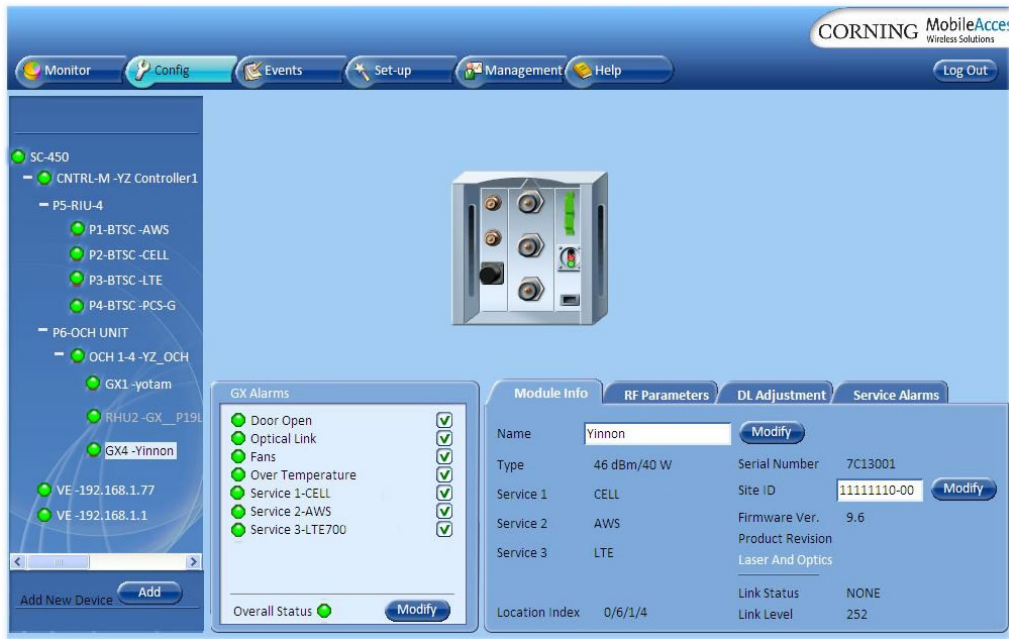 CORNING MobileAcces
Wireless Solutions
Monitor Config Events Set-up Management Help Log Out
SC-450
CNTRL-M -YZ Controller1
P5-RIU-4
P1-BTSC -AWS
P2-BTSC -CELL
P3-BTSC -LTE
P4-BTSC -PCS-G
P6-OCH UNIT
OCH 1-4 -YZ_OCH
GX1 -yotam
RHU2 -GX__P19L
GX4 -Yinnon
VE -192.168.1.77
VE -192.168.1.1
Add New Device Add
GX Alarms
Door Open
Optical Link
Fans
Over Temperature
Service 1-CELL
Service 2-AWS
Service 3-LTE700
Overall Status Modify
Module Info RF Parameters DL Adjustment Service Alarms
Name Yinnon Modify
Type 46 dBm/40 W Serial Number 7C13001
Service 1 CELL Site ID 11111110-00 Modify
Service 2 AWS Firmware Ver. 9.6
Product Revision
Service 3 LTE Laser And Optics
Link Status NONE
Location Index 0/6/1/4 Link Level 252